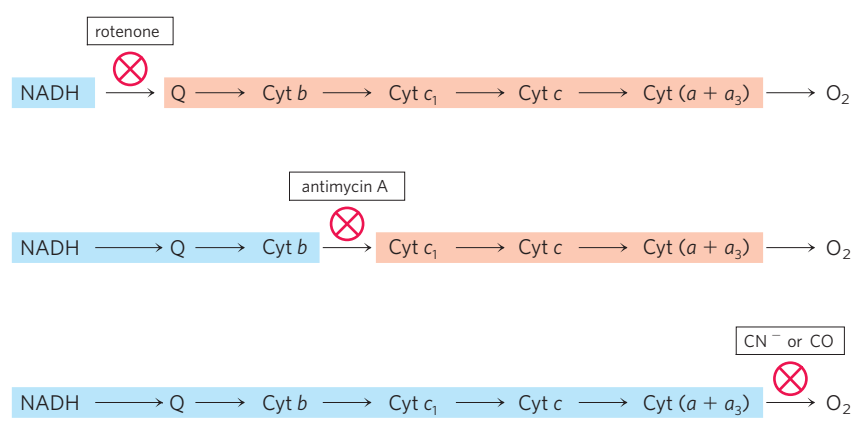 rotenone
NADH → Q → Cyt b → Cyt c₁ → Cyt c → Cyt (a + a₃) → O₂
antimycin A
NADH → Q → Cyt b → Cyt c₁ → Cyt c → Cyt (a + a₃) → O₂
CN⁻ or CO
NADH → Q → Cyt b → Cyt c₁ → Cyt c → Cyt (a + a₃) → O₂